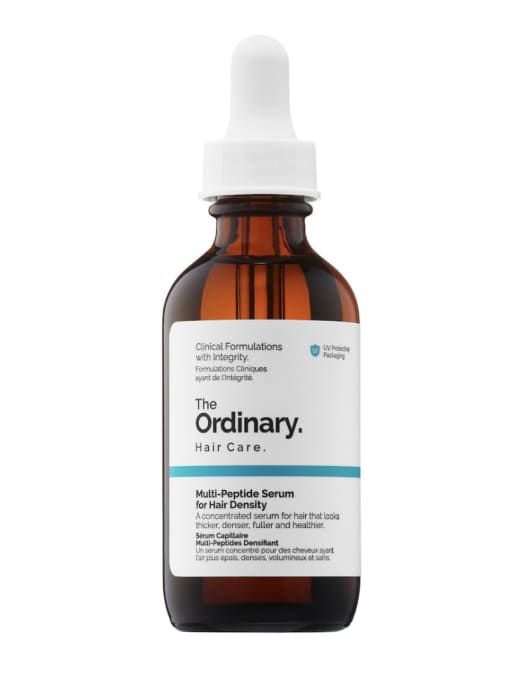 Clinical Formulations
with Integrity.
Formulations Cliniques
ayant de l'Intégrité.
UV Protective
Packaging
The
Ordinary.
Hair Care.
Multi-Peptide Serum
for Hair Density
A concentrated serum for hair that looks
thicker, denser, fuller and healthier.
Sérum Capillaire
Multi-Peptides Densifiant
Un sérum concentré pour des cheveux ayant
l'air plus épais, denses, volumineux et sains.